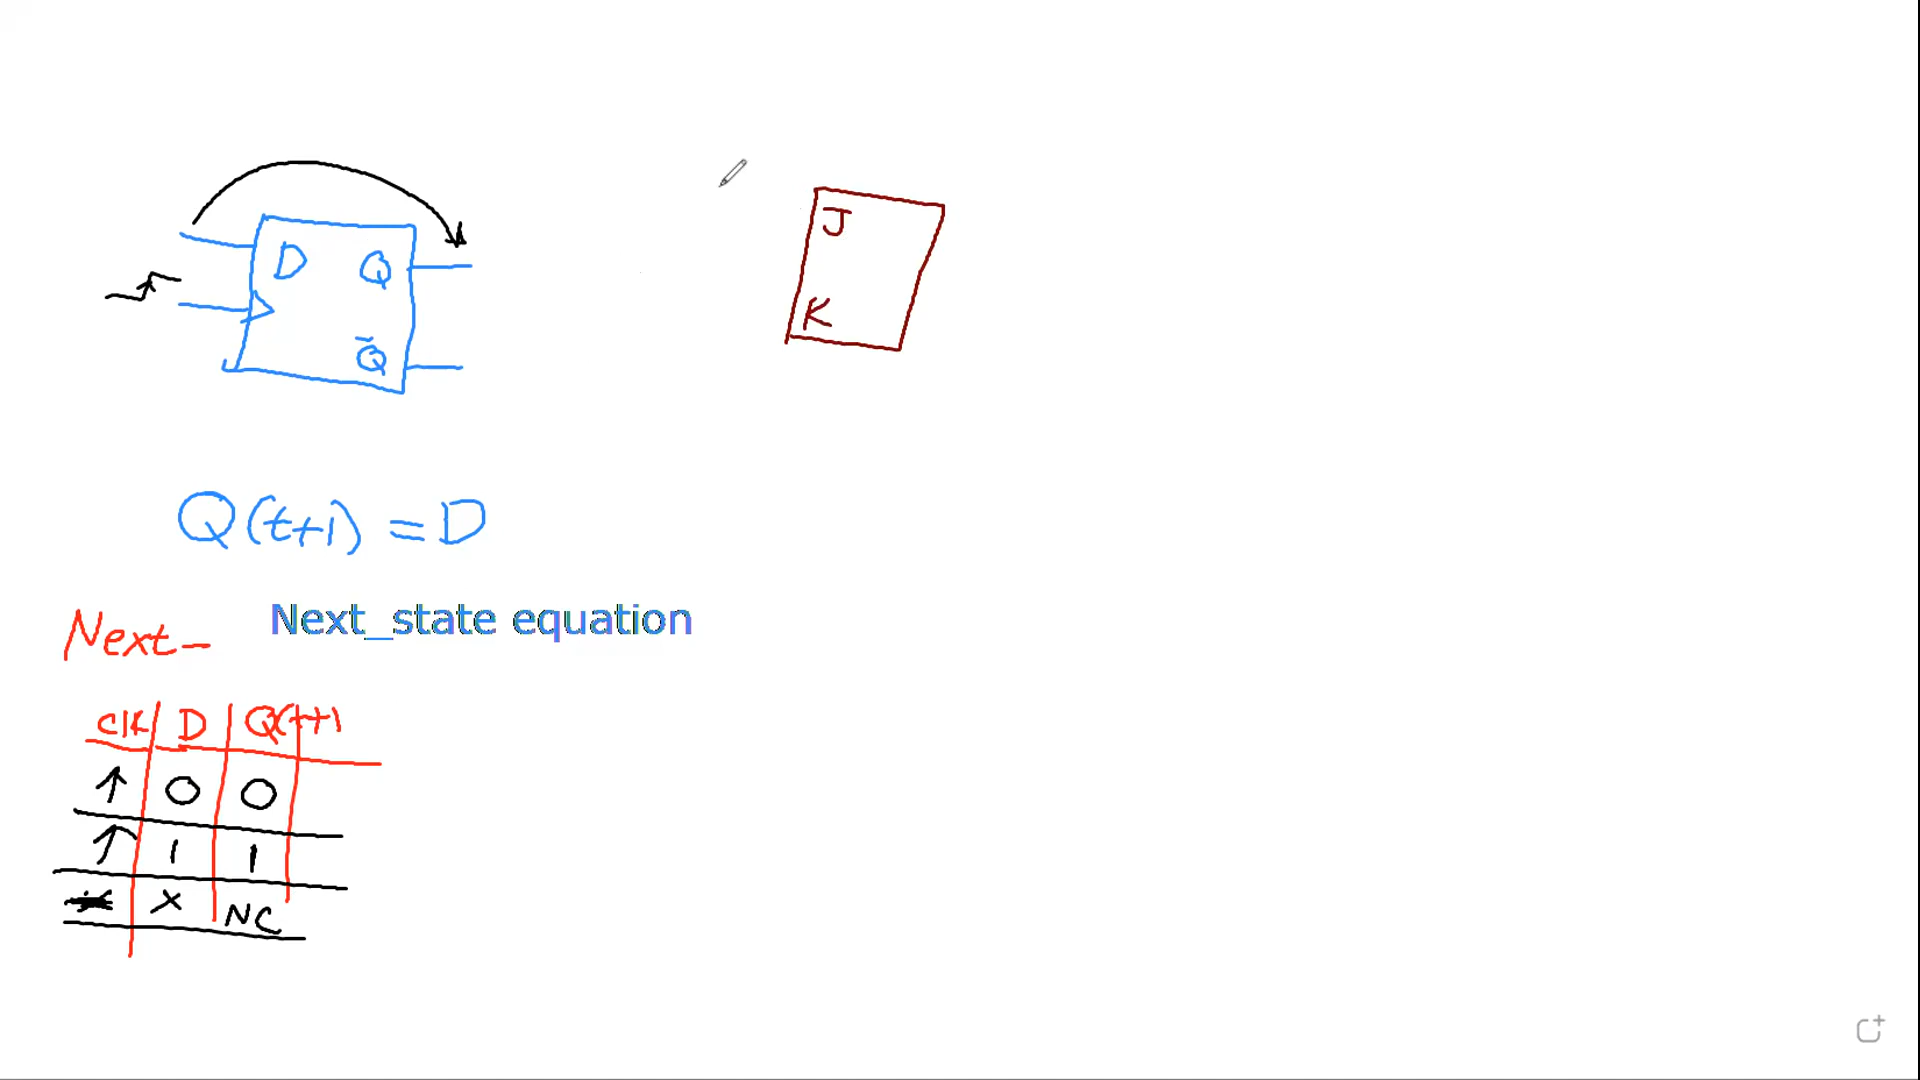 D Q
Q̄
J
K
Q(t+1) = D
Next_state equation
Next-
Clk D Q(t+1
↑ 0 0
↑ 1 1
X NC